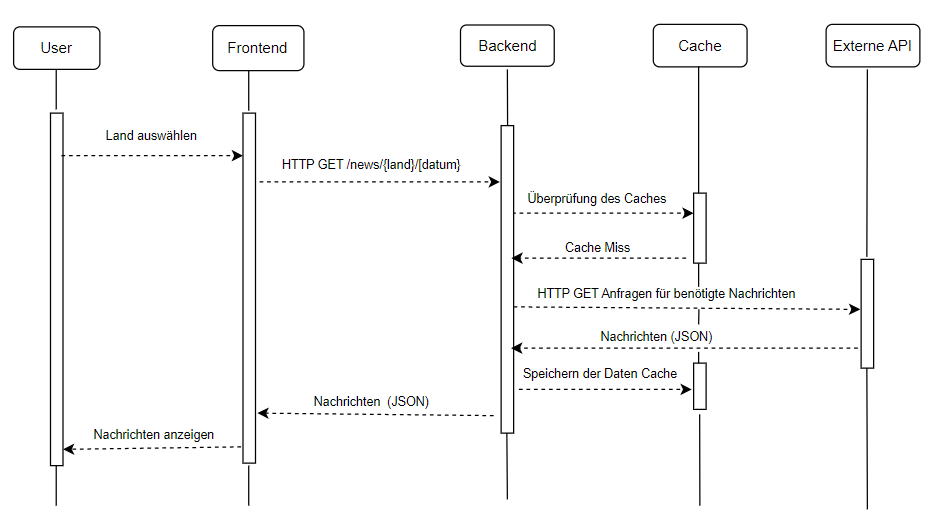 User
Frontend
Backend
Cache
Externe API
Land auswählen
HTTP GET /news/{land}/[datum}
Überprüfung des Caches
Cache Miss
HTTP GET Anfragen für benötigte Nachrichten
Nachrichten (JSON)
Speichern der Daten Cache
Nachrichten (JSON)
Nachrichten anzeigen